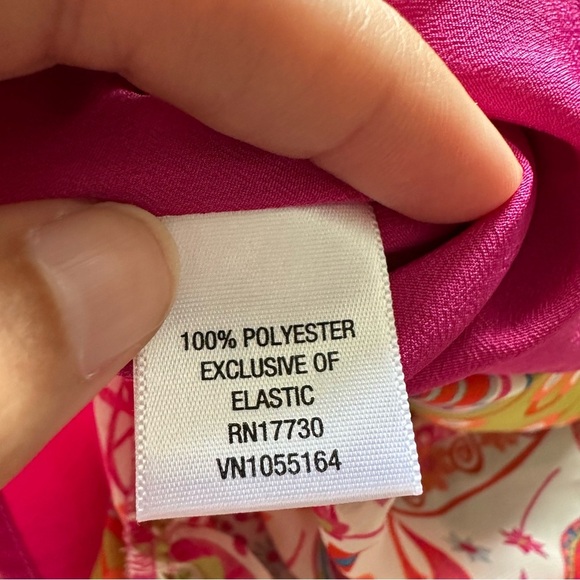 100% POLYESTER
EXCLUSIVE OF
ELASTIC
RN17730
VN1055164